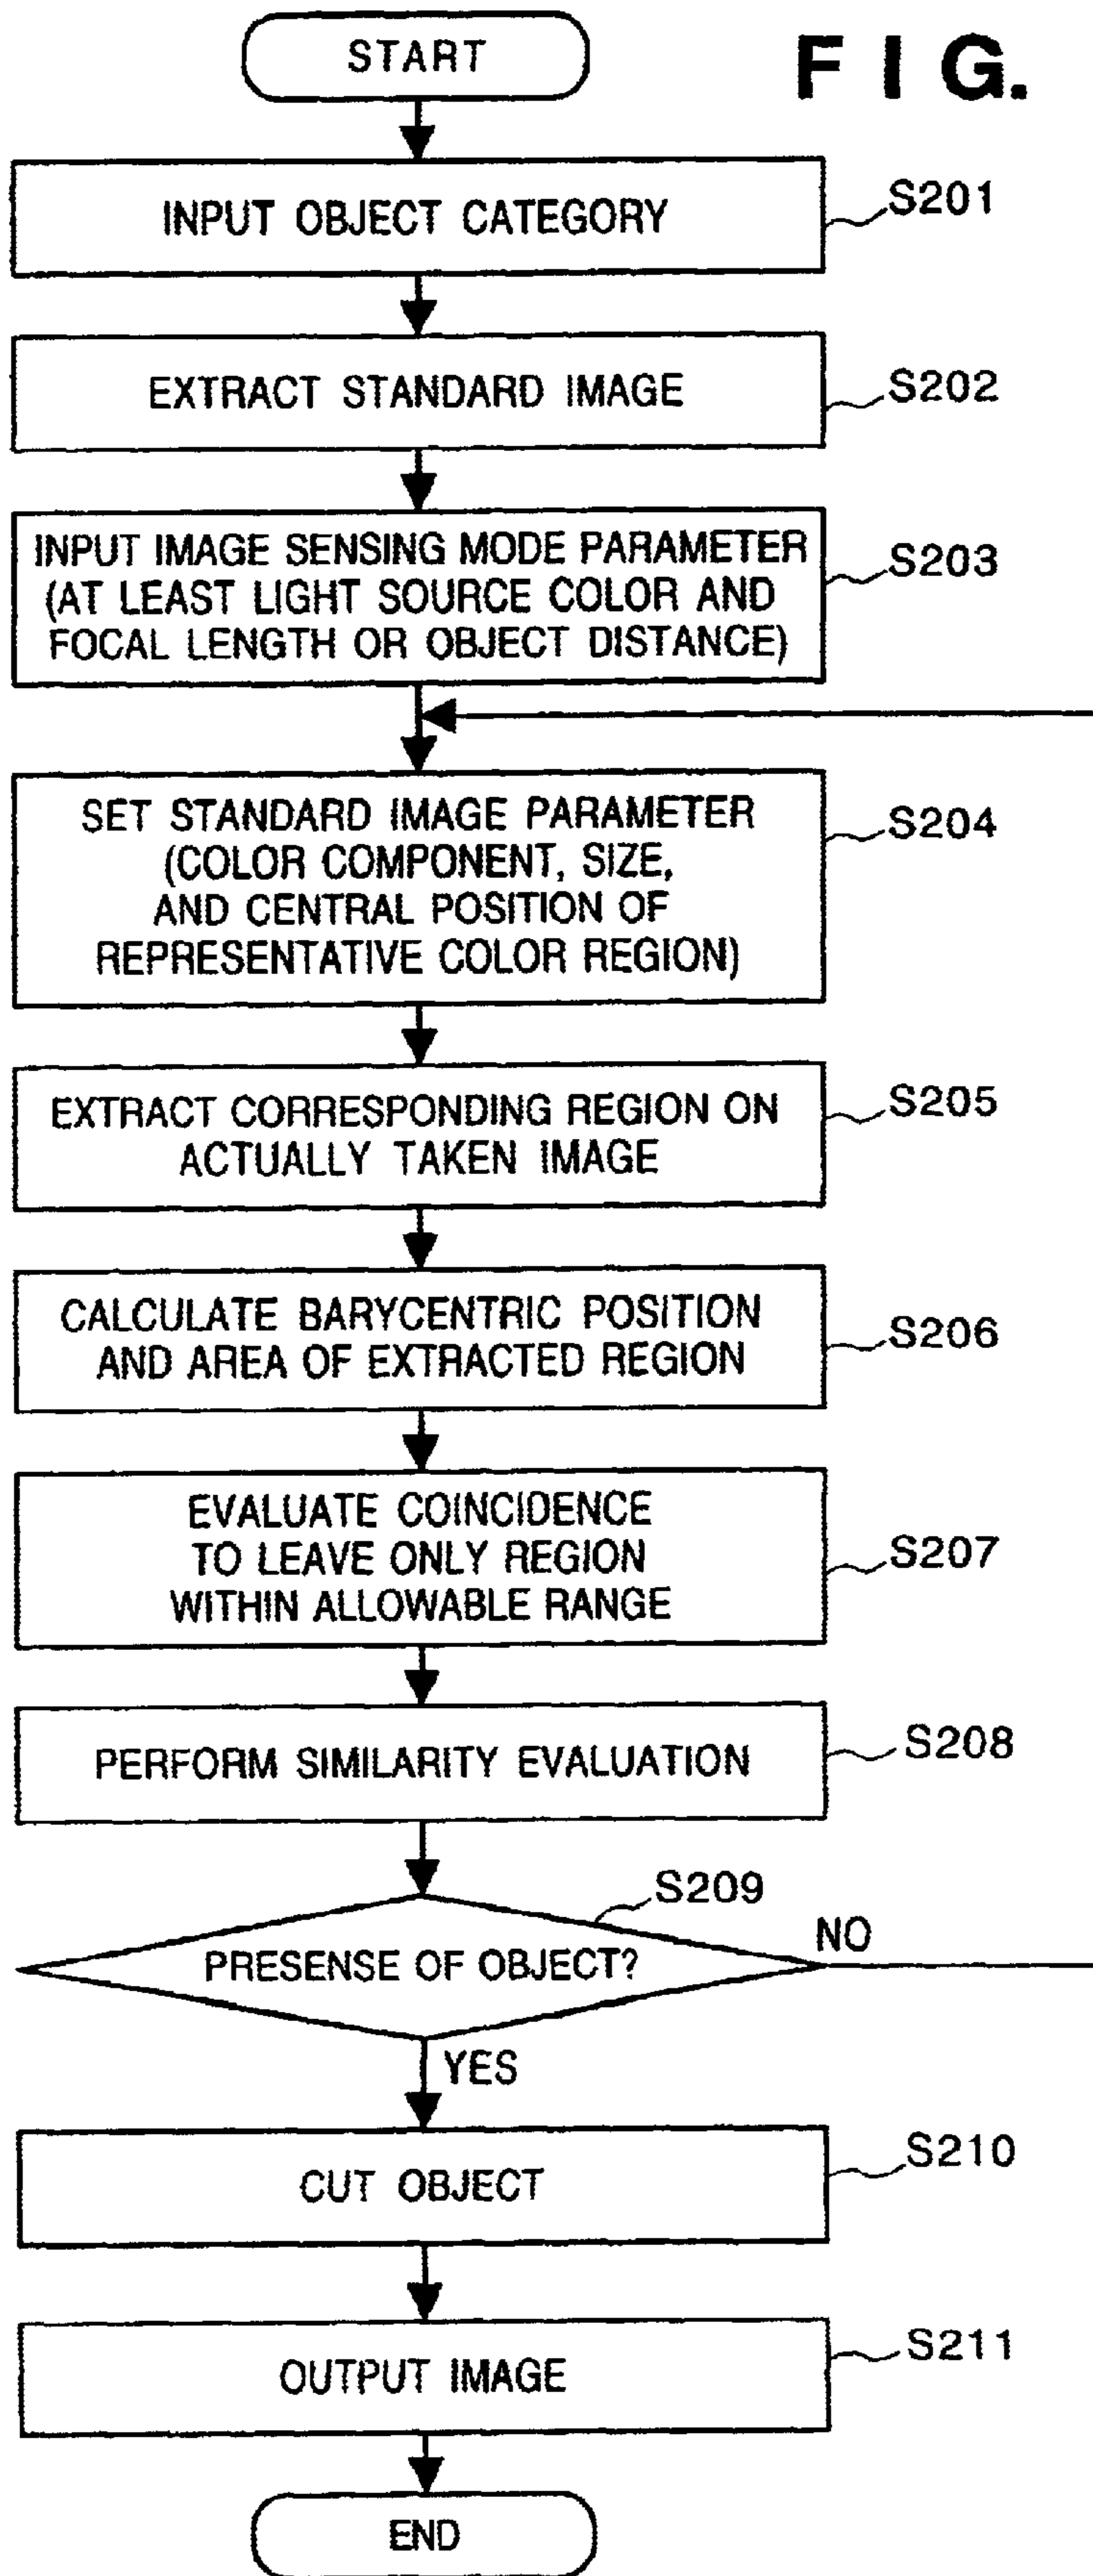 START
F I G.
INPUT OBJECT CATEGORY
S201
EXTRACT STANDARD IMAGE
S202
INPUT IMAGE SENSING MODE PARAMETER
(AT LEAST LIGHT SOURCE COLOR AND
FOCAL LENGTH OR OBJECT DISTANCE)
S203
SET STANDARD IMAGE PARAMETER
(COLOR COMPONENT, SIZE,
AND CENTRAL POSITION OF
REPRESENTATIVE COLOR REGION)
S204
EXTRACT CORRESPONDING REGION ON
ACTUALLY TAKEN IMAGE
S205
CALCULATE BARYCENTRIC POSITION
AND AREA OF EXTRACTED REGION
S206
EVALUATE COINCIDENCE
TO LEAVE ONLY REGION
WITHIN ALLOWABLE RANGE
S207
PERFORM SIMILARITY EVALUATION
S208
S209
PRESENSE OF OBJECT?
NO
YES
CUT OBJECT
S210
OUTPUT IMAGE
S211
END